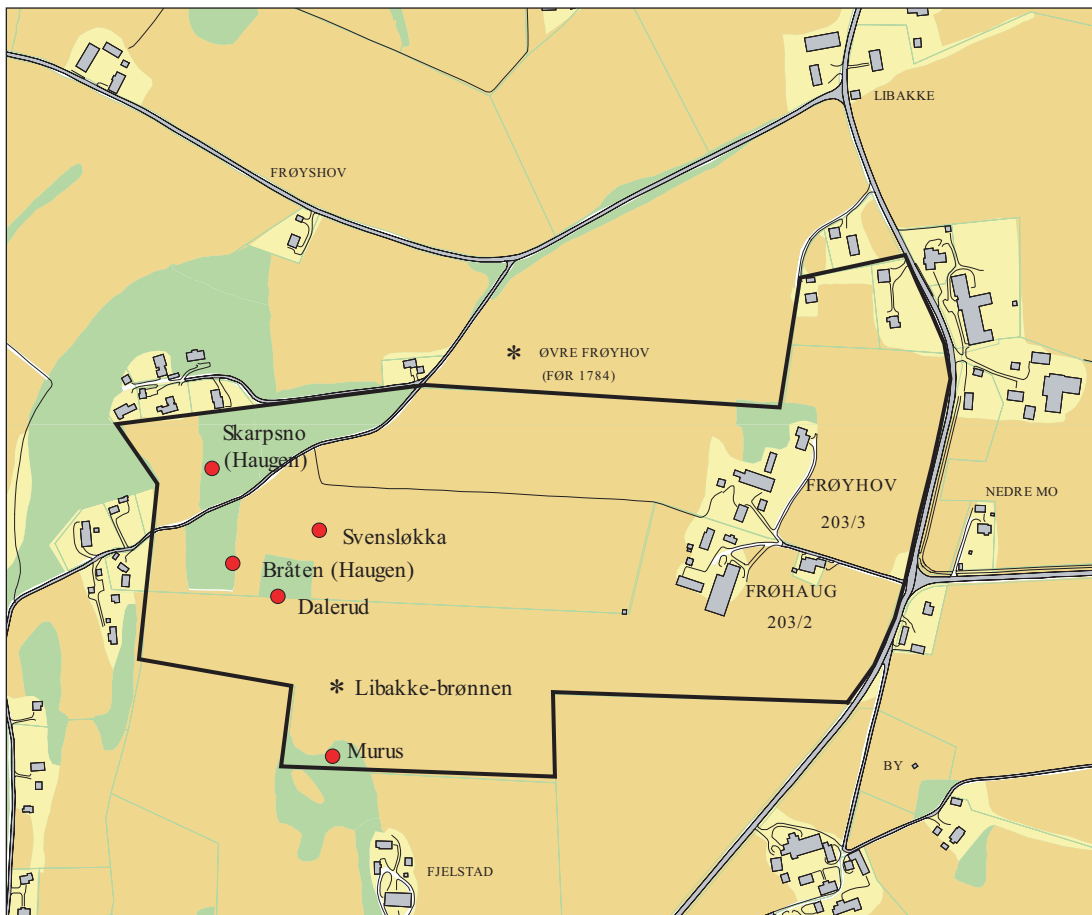 LIBAKKE
FRØYSHOV
* ØVRE FRØYHOV
(FØR 1784)
Skarpsno
(Haugen)
FRØYHOV
203/3
NEDRE MO
Svensløkka
Bråten (Haugen)
Dalerud
FRØHAUG
203/2
* Libakke-brønnen
Murus
BY
FJELSTAD